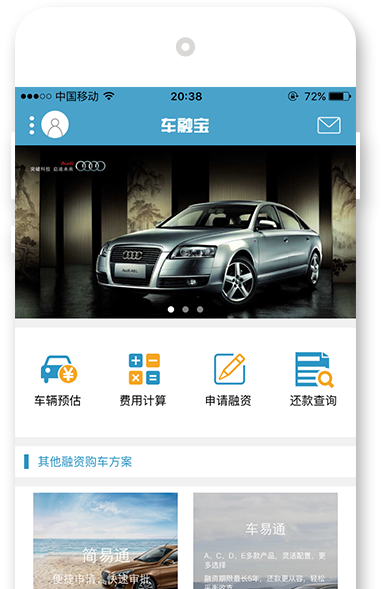 中国移动 20:38 72%
车融宝
Audi
突破科技 启迪未来
Audi A6L
车辆预估 费用计算 申请融资 还款查询
其他融资购车方案
简易通
便捷申请、快速审批
车易通
A、C、D、E多款产品，灵活配置，更
多选择
融资期限最长5年，还款更从容，轻松